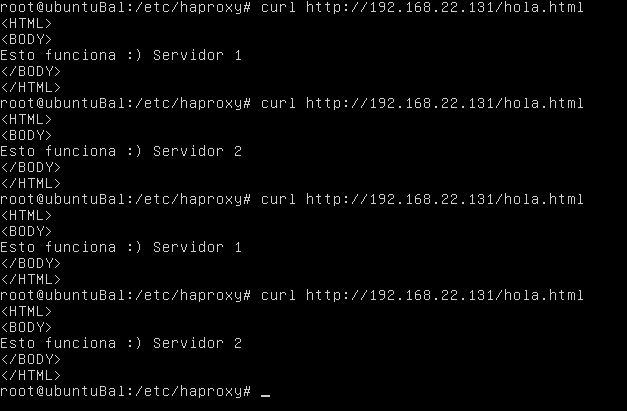 root@ubuntuBal:/etc/haproxy# curl http://192.168.22.131/hola.html
<HTML>
<BODY>
Esto funciona :) Servidor 1
</BODY>
</HTML>
root@ubuntuBal:/etc/haproxy# curl http://192.168.22.131/hola.html
<HTML>
<BODY>
Esto funciona :) Servidor 2
</BODY>
</HTML>
root@ubuntuBal:/etc/haproxy# curl http://192.168.22.131/hola.html
<HTML>
<BODY>
Esto funciona :) Servidor 1
</BODY>
</HTML>
root@ubuntuBal:/etc/haproxy# curl http://192.168.22.131/hola.html
<HTML>
<BODY>
Esto funciona :) Servidor 2
</BODY>
</HTML>
root@ubuntuBal:/etc/haproxy# _